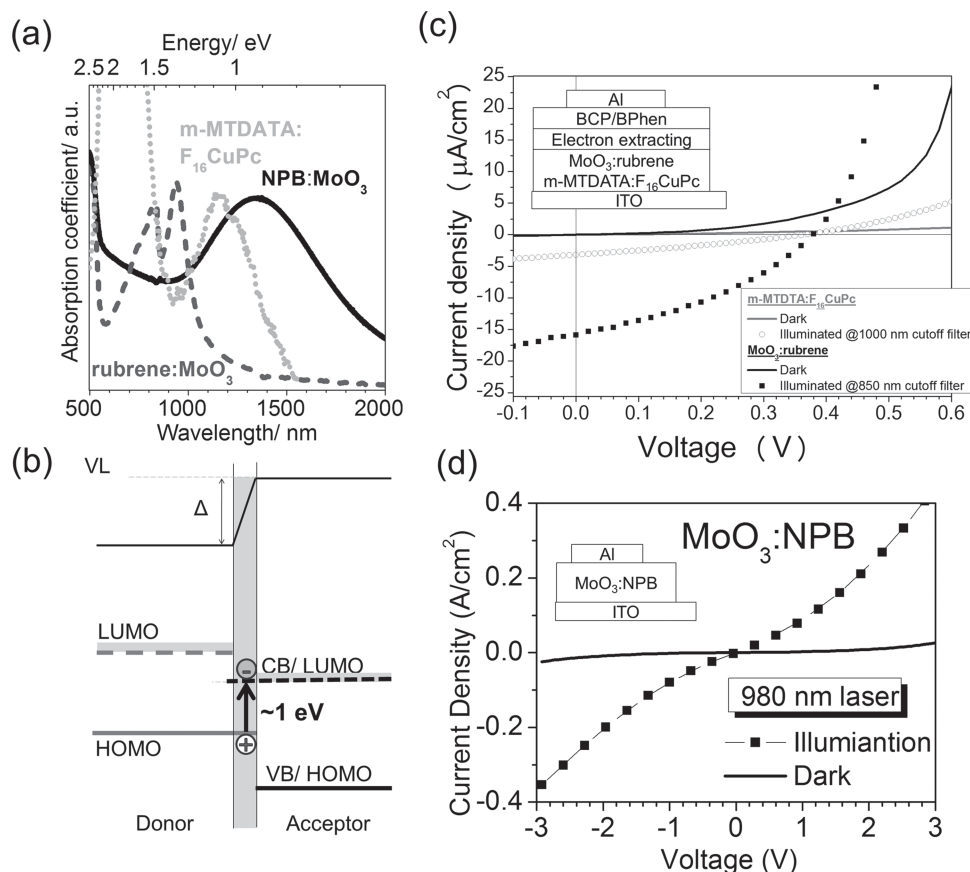 (a)
Energy/ eV
2.5 2 1.5 1
Absorption coefficient/ a.u.
m-MTDATA:
F16CuPc
NPB:MoO3
rubrene:MoO3
500 1000 1500 2000
Wavelength/ nm
(b)
VL
Δ
LUMO
-
CB/ LUMO
~1 eV
HOMO
+
VB/ HOMO
Donor Acceptor
(c)
Current density ( μA/cm2)
25
20
15
10
5
0
-5
-10
-15
-20
-25
Al
BCP/BPhen
Electron extracting
MoO3:rubrene
m-MTDATA:F16CuPc
ITO
m-MTDTA:F16CuPc
Dark
Illuminated @1000 nm cutoff filter
MoO3:rubrene
Dark
Illuminated @850 nm cutoff filter
-0.1 0.0 0.1 0.2 0.3 0.4 0.5 0.6
Voltage ( V )
(d)
Current Density (A/cm2)
0.4
0.2
0.0
-0.2
-0.4
MoO3:NPB
Al
MoO3:NPB
ITO
980 nm laser
Illumiantion
Dark
-3 -2 -1 0 1 2 3
Voltage (V)